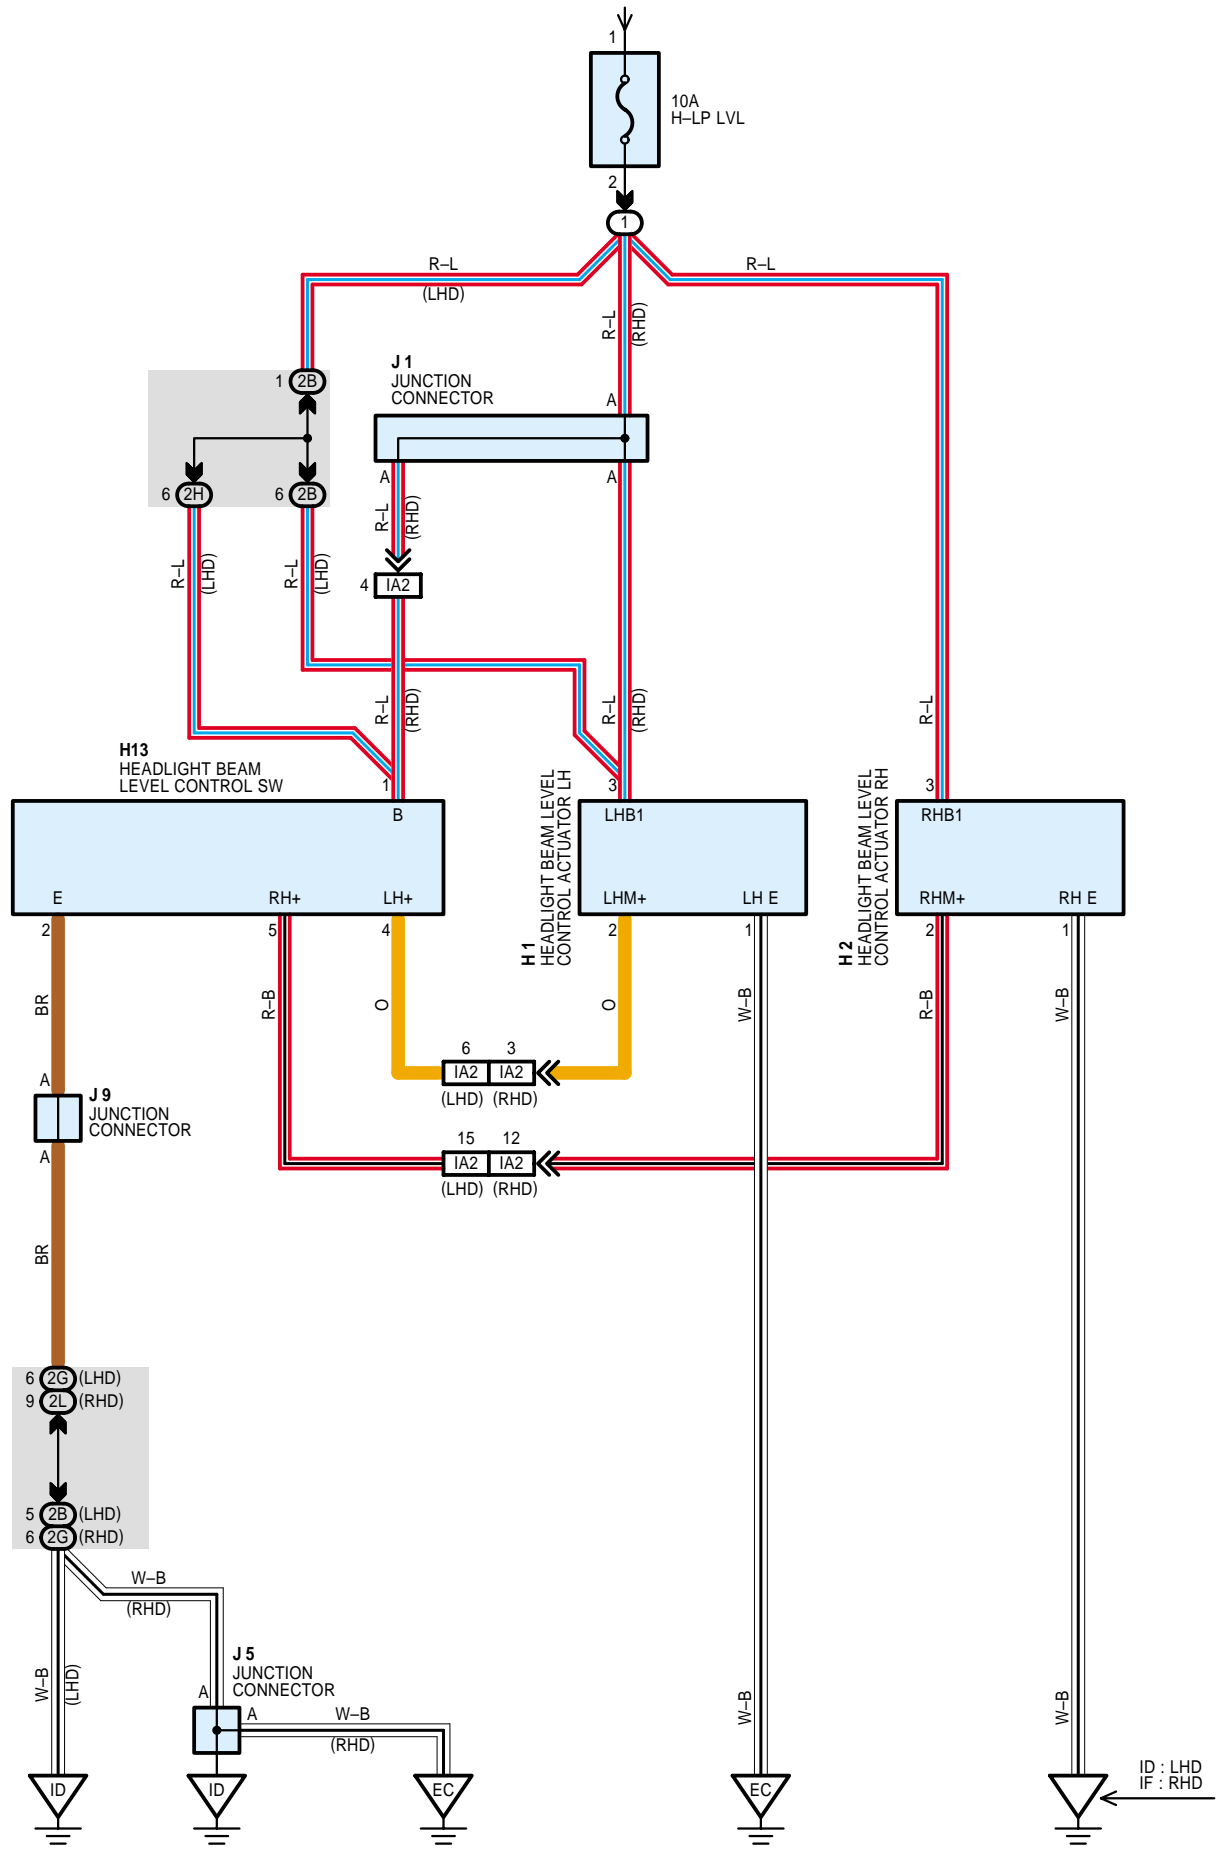 1
10A
H–LP LVL
2
1
R–L
(LHD)
R–L
(RHD)
R–L
J 1
JUNCTION
CONNECTOR
1 2B
A
6 2H
6 2B
A
A
R–L
(LHD)
R–L
(LHD)
R–L
(RHD)
4 IA2
R–L
(RHD)
R–L
(RHD)
R–L
H13
HEADLIGHT BEAM
LEVEL CONTROL SW
1
3
3
B
LHB1
RHB1
E
RH+
LH+
LHM+
LH E
RHM+
RH E
H 1
HEADLIGHT BEAM LEVEL
CONTROL ACTUATOR LH
H 2
HEADLIGHT BEAM LEVEL
CONTROL ACTUATOR RH
2
5
4
2
1
2
1
BR
R–B
O
O
W–B
R–B
W–B
6 3
IA2 IA2
(LHD) (RHD)
A
J 9
JUNCTION
CONNECTOR
A
15 12
IA2 IA2
(LHD) (RHD)
BR
6 2G (LHD)
9 2L (RHD)
5 2B (LHD)
6 2G (RHD)
W–B
(RHD)
W–B
(LHD)
J 5
JUNCTION
CONNECTOR
A
A
W–B
(RHD)
W–B
W–B
ID
ID
EC
EC
ID : LHD
IF : RHD